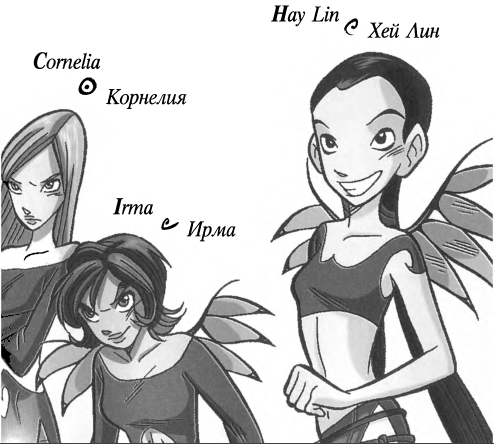 Hay Lin
Хей Лин
Cornelia
Корнелия
Irma
Ирма